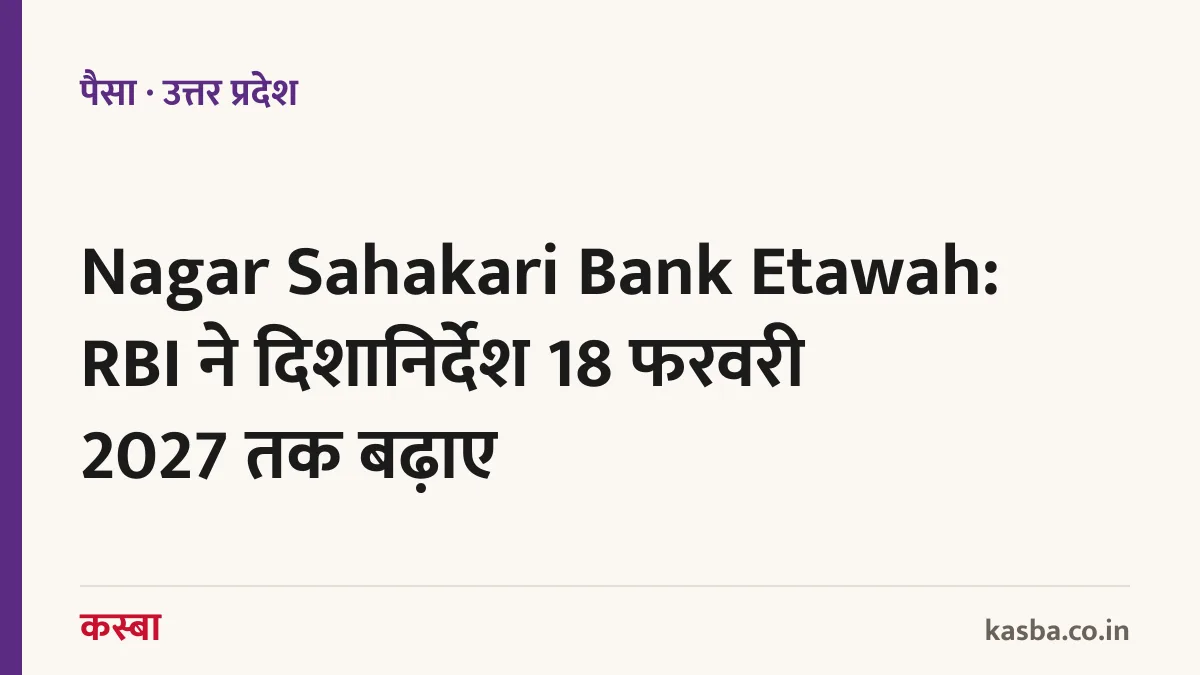 पैसा · उत्तर प्रदेश
Nagar Sahakari Bank Etawah:
RBI ने दिशानिर्देश 18 फरवरी
2027 तक बढ़ाए
कस्बा
kasba.co.in